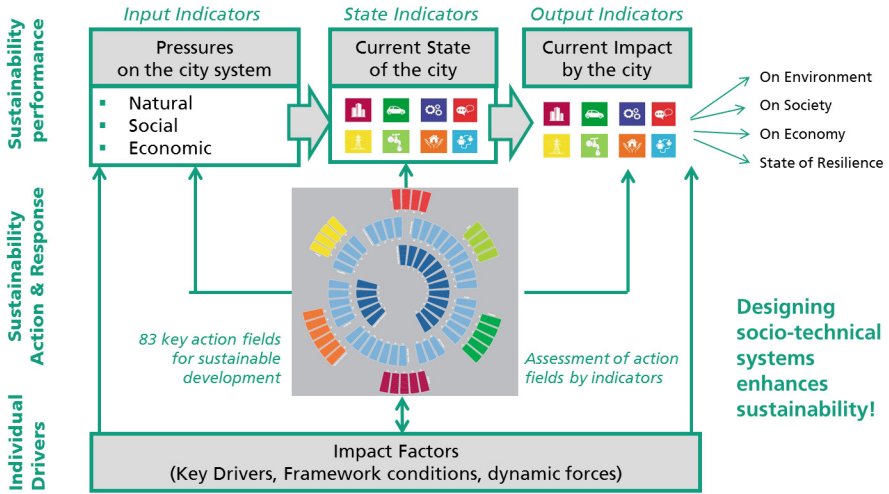 Input Indicators
State Indicators
Output Indicators
Sustainability
performance
Pressures
on the city system
Current State
of the city
Current Impact
by the city
▪ Natural
▪ Social
▪ Economic
On Environment
On Society
On Economy
State of Resilience
Sustainability
Action & Response
83 key action fields
for sustainable
development
Assessment of action
fields by indicators
Designing
socio-technical
systems
enhances
sustainability!
Individual
Drivers
Impact Factors
(Key Drivers, Framework conditions, dynamic forces)